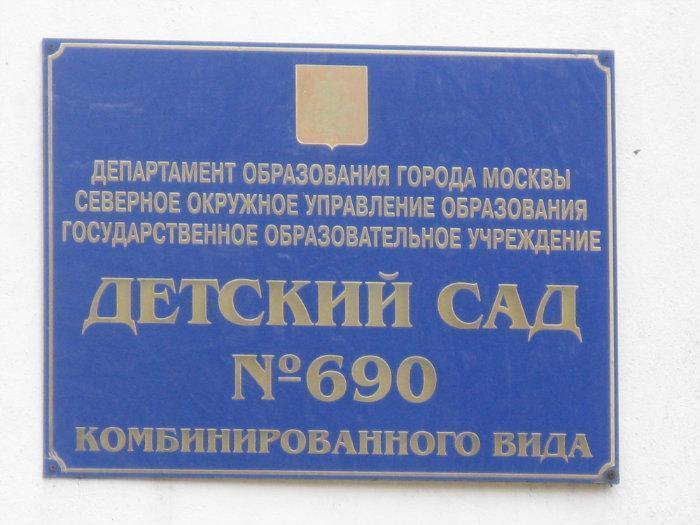 ДЕПАРТАМЕНТ ОБРАЗОВАНИЯ ГОРОДА МОСКВЫ
СЕВЕРНОЕ ОКРУЖНОЕ УПРАВЛЕНИЕ ОБРАЗОВАНИЯ
ГОСУДАРСТВЕННОЕ ОБРАЗОВАТЕЛЬНОЕ УЧРЕЖДЕНИЕ
ДЕТСКИЙ САД
№690
КОМБИНИРОВАННОГО ВИДА